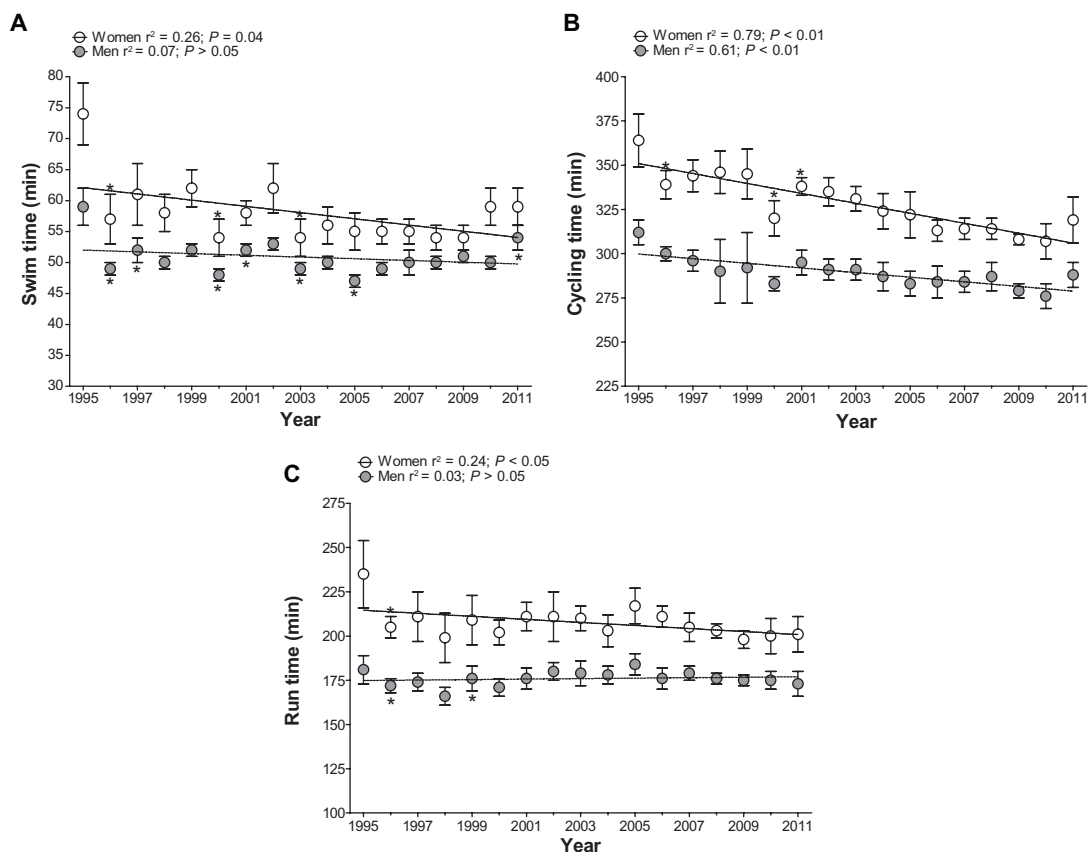 A
Women r² = 0.26; P = 0.04
Men r² = 0.07; P > 0.05
80
75
70
65
60
55
50
45
40
35
30
Swim time (min)
*
*
*
*
*
*
*
*
*
*
1995 1997 1999 2001 2003 2005 2007 2009 2011
Year
B
Women r² = 0.79; P < 0.01
Men r² = 0.61; P < 0.01
400
375
350
325
300
275
250
225
Cycling time (min)
*
*
*
1995 1997 1999 2001 2003 2005 2007 2009 2011
Year
C
Women r² = 0.24; P < 0.05
Men r² = 0.03; P > 0.05
275
250
225
200
175
150
125
100
Run time (min)
*
*
*
1995 1997 1999 2001 2003 2005 2007 2009 2011
Year